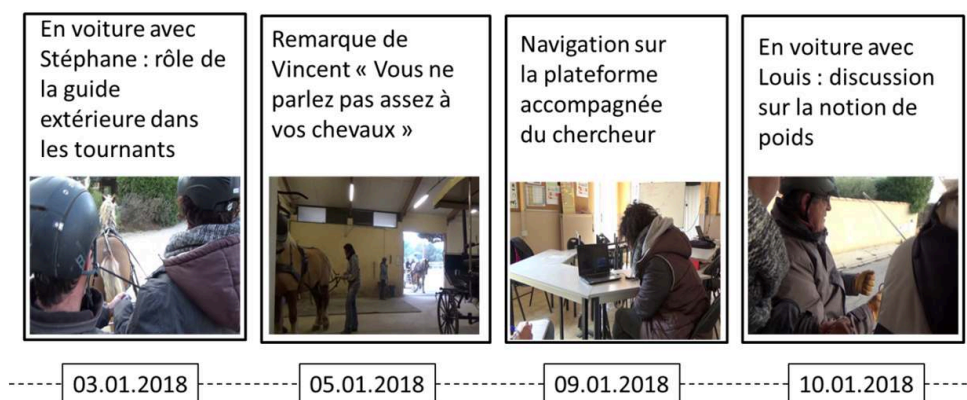 En voiture avec
Stéphane : rôle de
la guide
extérieure dans
les tournants
Remarque de
Vincent « Vous ne
parlez pas assez à
vos chevaux »
Navigation sur
la plateforme
accompagnée
du chercheur
En voiture avec
Louis : discussion
sur la notion de
poids
03.01.2018
05.01.2018
09.01.2018
10.01.2018